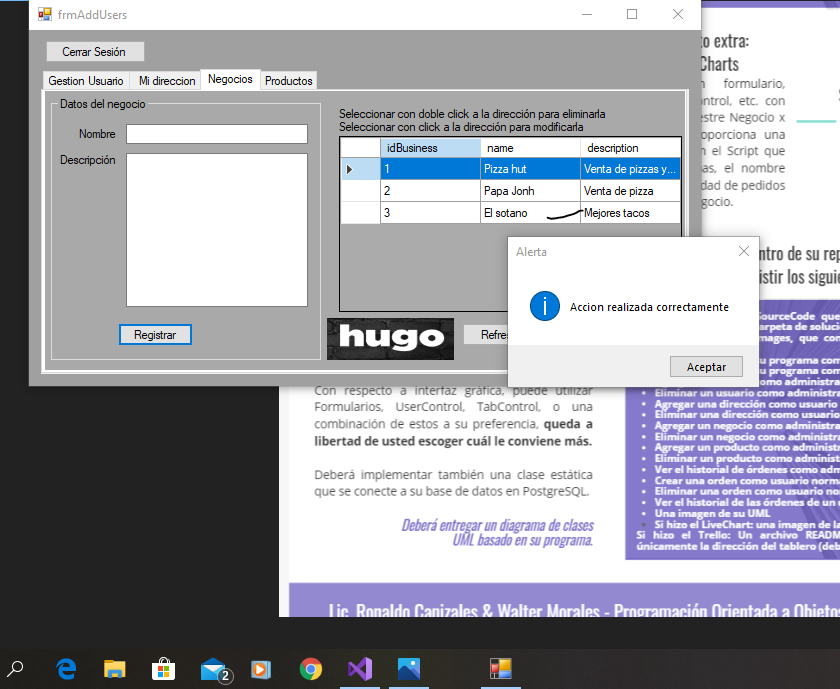 frmAddUsers
Cerrar Sesión
Gestion Usuario Mi direccion Negocios Productos
Datos del negocio
Nombre
Descripción
Registrar
Seleccionar con doble click a la dirección para eliminarla
Seleccionar con click a la dirección para modificarla
idBusiness name description
1 Pizza hut Venta de pizzas y...
2 Papa Jonh Venta de pizza
3 El sotano Mejores tacos
hugo
Refre
Alerta
Accion realizada correctamente
Aceptar
to extra:
Charts
formulario,
ontrol, etc. con
estre Negocio x
oporciona una
n el Script que
as, el nombre
dad de pedidos
gocio.
ntro de su rep
istir los siguie
SourceCode que
arpeta de soluci
mages, que con
u programa com
u programa com
omo administra
Eliminar un usuario como administra
Agregar una dirección como usuario
Eliminar una dirección como usuario
Agregar un negocio como administra
Eliminar un negocio como administra
Agregar un producto como administ
Eliminar un producto como administ
Ver el historial de órdenes como adm
Crear una orden como usuario norm
Eliminar una orden como usuario no
Ver el historial de las órdenes de un u
Una imagen de su UML
Si hizo el LiveChart: una imagen de la
Si hizo el Trello: Un archivo README
únicamente la dirección del tablero (deb
Con respecto a interfaz gráfica, puede utilizar
Formularios, UserControl, TabControl, o una
combinación de estos a su preferencia, queda a
libertad de usted escoger cuál le conviene más.
Deberá implementar también una clase estática
que se conecte a su base de datos en PostgreSQL.
Deberá entregar un diagrama de clases
UML basado en su programa.
Lic. Ronaldo Canizales & Walter Morales - Programación Orientada a Objetos
2